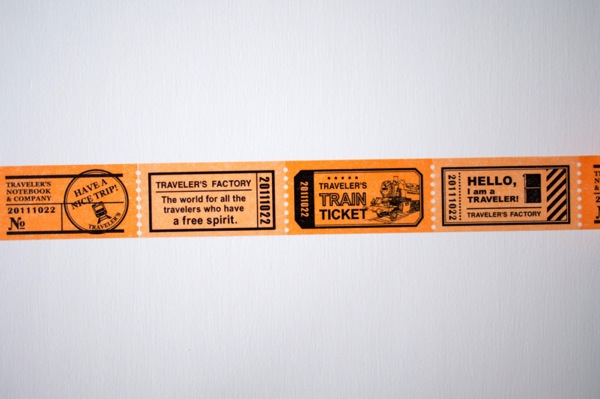 TRAVELER'S
NOTEBOOK
& COMPANY
20111022
No
HAVE A
NICE TRIP!
TRAVELER'S
TRAVELER'S FACTORY
The world for all the
travelers who have
a free spirit.
20111022
20111022
TRAVELER'S
TRAIN
TICKET
20111022
HELLO,
I am a
TRAVELER!
TRAVELER'S FACTORY